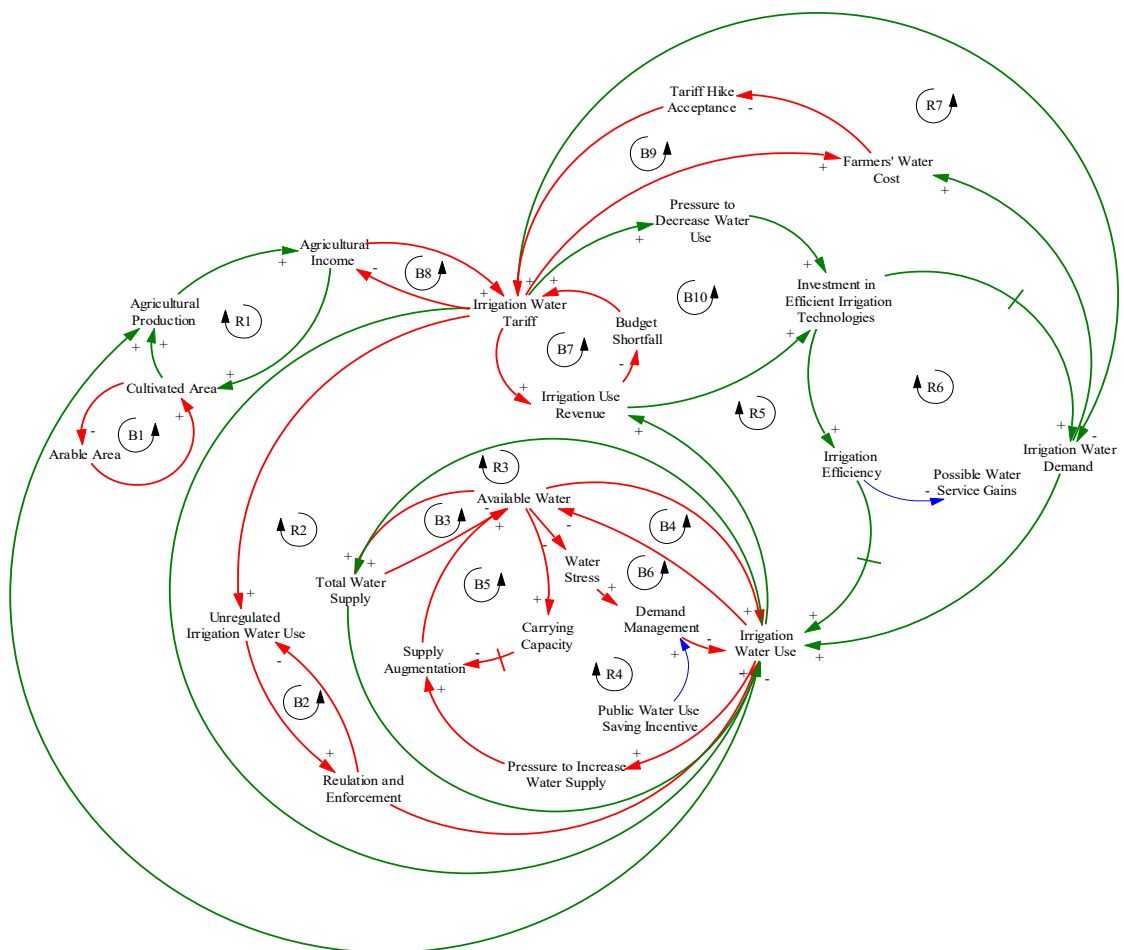 Tariff Hike
Acceptance
R7
B9
Farmers' Water
Cost
Pressure to
Decrease Water
Use
Agricultural
Income
B8
Irrigation Water
Tariff
B10
Investment in
Efficient Irrigation
Technologies
Agricultural
Production
R1
Budget
Shortfall
B7
Cultivated Area
Irrigation Use
Revenue
R6
R5
B1
Arable Area
Irrigation
Efficiency
Irrigation Water
Demand
Possible Water
Service Gains
R3
Available Water
B3
B4
R2
Water
Stress
B6
Total Water
Supply
B5
Unregulated
Irrigation Water Use
Demand
Management
Carrying
Capacity
Irrigation
Water Use
Supply
Augmentation
R4
B2
Public Water Use
Saving Incentive
Pressure to Increase
Water Supply
Reulation and
Enforcement